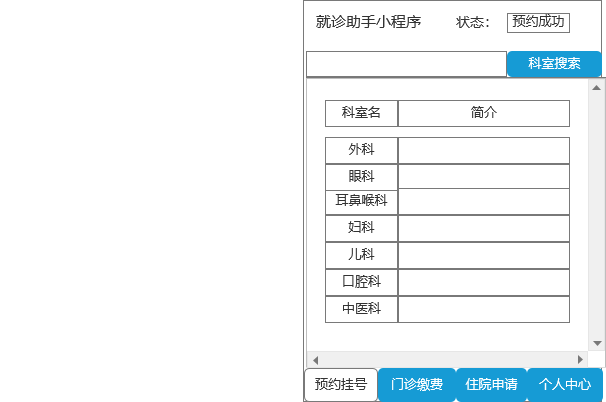 就诊助手小程序 状态： 预约成功
科室搜索
科室名 简介
外科
眼科
耳鼻喉科
妇科
儿科
口腔科
中医科
预约挂号 门诊缴费 住院申请 个人中心